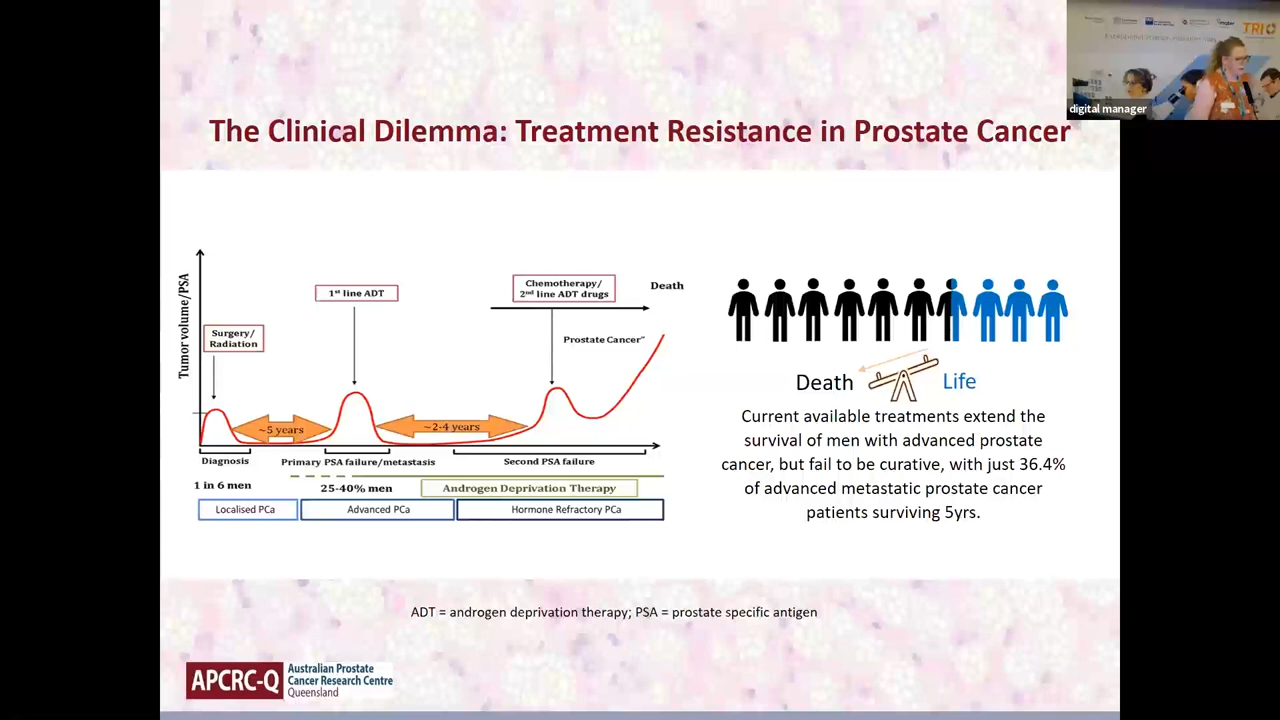 TRI
digital manager
The Clinical Dilemma: Treatment Resistance in Prostate Cancer
Tumor volume/PSA
Surgery/
Radiation
1st line ADT
Chemotherapy/
2nd line ADT drugs
Death
Prostate Cancer"
~5 years
~2-4 years
Diagnosis
Primary PSA failure/metastasis
Second PSA failure
1 in 6 men
25-40% men
Androgen Deprivation Therapy
Localised PCa
Advanced PCa
Hormone Refractory PCa
Death
Life
Current available treatments extend the
survival of men with advanced prostate
cancer, but fail to be curative, with just 36.4%
of advanced metastatic prostate cancer
patients surviving 5yrs.
ADT = androgen deprivation therapy; PSA = prostate specific antigen
APCRC-Q
Australian Prostate
Cancer Research Centre
Queensland